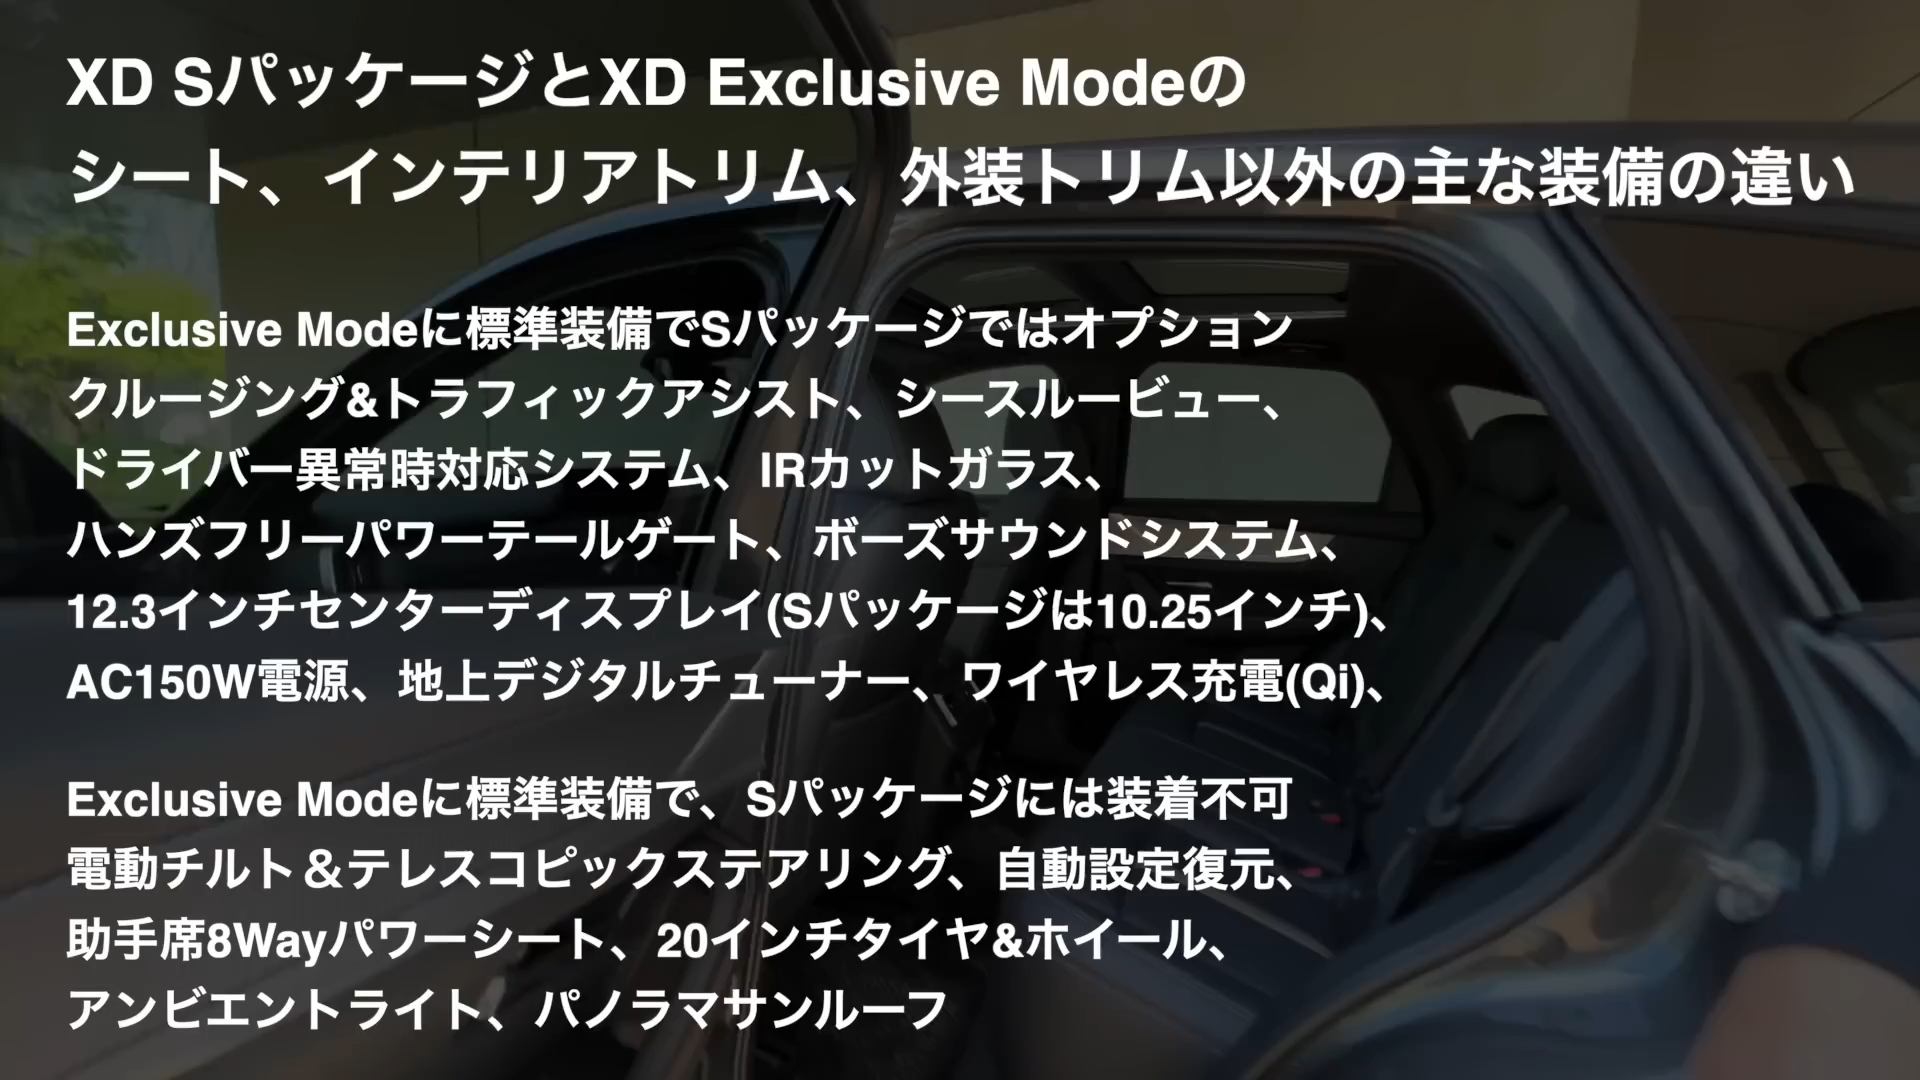 XD SパッケージとXD Exclusive Modeの
シート、インテリアトリム、外装トリム以外の主な装備の違い
Exclusive Modeに標準装備でSパッケージではオプション
クルージング&トラフィックアシスト、シースルービュー、
ドライバー異常時対応システム、IRカットガラス、
ハンズフリーパワーテールゲート、ボーズサウンドシステム、
12.3インチセンターディスプレイ(Sパッケージは10.25インチ)、
AC150W電源、地上デジタルチューナー、ワイヤレス充電(Qi)、
Exclusive Modeに標準装備で、Sパッケージには装着不可
電動チルト＆テレスコピックステアリング、自動設定復元、
助手席8Wayパワーシート、20インチタイヤ&ホイール、
アンビエントライト、パノラマサンルーフ